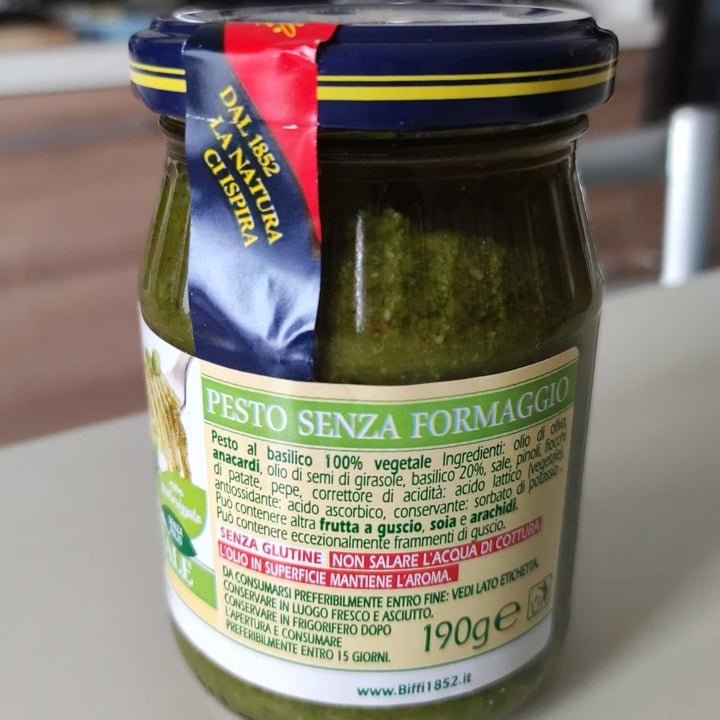 DAL 1852
LA NATURA
CI ISPIRA
PESTO SENZA FORMAGGIO
Pesto al basilico 100% vegetale Ingredienti: olio di oliva,
anacardi, olio di semi di girasole, basilico 20%, sale, pinoli, fiocchi
di patate, pepe, correttore di acidità: acido lattico (vegetale),
antiossidante: acido ascorbico, conservante: sorbato di potassio.
Può contenere altra frutta a guscio, soia e arachidi.
Può contenere eccezionalmente frammenti di guscio.
SENZA GLUTINE NON SALARE L'ACQUA DI COTTURA
L'OLIO IN SUPERFICIE MANTIENE L'AROMA.
DA CONSUMARSI PREFERIBILMENTE ENTRO FINE: VEDI LATO ETICHETTA.
CONSERVARE IN LUOGO FRESCO E ASCIUTTO.
CONSERVARE IN FRIGORIFERO DOPO
L'APERTURA E CONSUMARE
PREFERIBILMENTE ENTRO 15 GIORNI.
190g e
www.Biffi1852.it